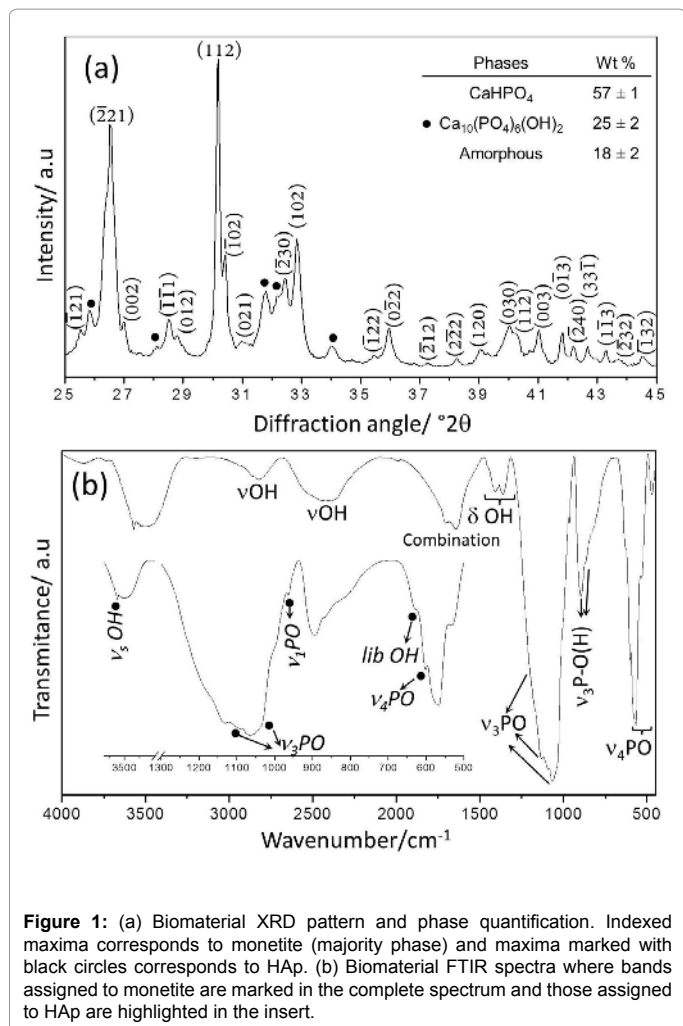 (a)
(1̄21)
(2̄21)
(002)
(1̄1̄1)
(012)
(112)
(1̄02)
(021)
(2̄30)
(102)
(1̄22)
(02̄2)
(2̄12)
(2̄2̄2)
(120)
(030)
(1̄12)
(003)
(01̄3)
(2̄40)
(33̄1)
(11̄3)
(2̄32)
(1̄32)
Phases Wt %
CaHPO4 57 ± 1
● Ca10(PO4)6(OH)2 25 ± 2
Amorphous 18 ± 2
Intensity/ a.u
25 27 29 31 33 35 37 39 41 43 45
Diffraction angle/ °2θ
(b)
νOH
νOH
Combination
δ OH
νs OH
ν1PO
ν3PO
lib OH
ν4PO
ν3PO
ν3P-O(H)
ν4PO
3500 1300 1100 1000 900 800 700 600 500
Transmitance/ a.u
4000 3500 3000 2500 2000 1500 1000 500
Wavenumber/cm-1
Figure 1: (a) Biomaterial XRD pattern and phase quantification. Indexed
maxima corresponds to monetite (majority phase) and maxima marked with
black circles corresponds to HAp. (b) Biomaterial FTIR spectra where bands
assigned to monetite are marked in the complete spectrum and those assigned
to HAp are highlighted in the insert.